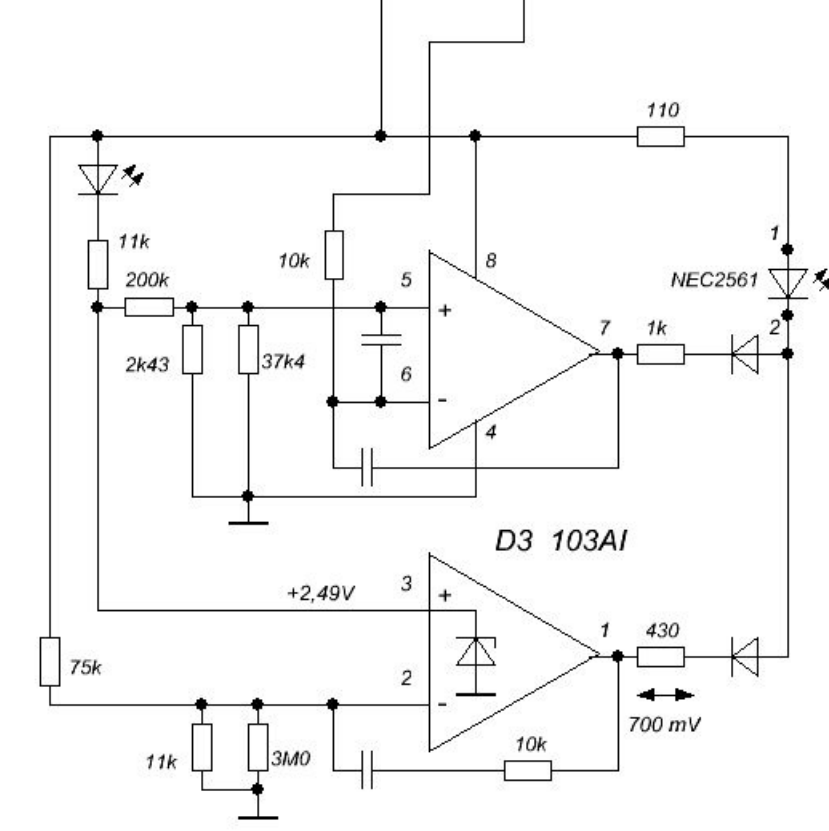 110
1
11k
10k
8
200k
5
NEC2561
+
7
1k
2
2k43
37k4
6
-
4
D3 103AI
3
+2,49V
+
1
430
75k
2
-
700 mV
10k
11k
3M0